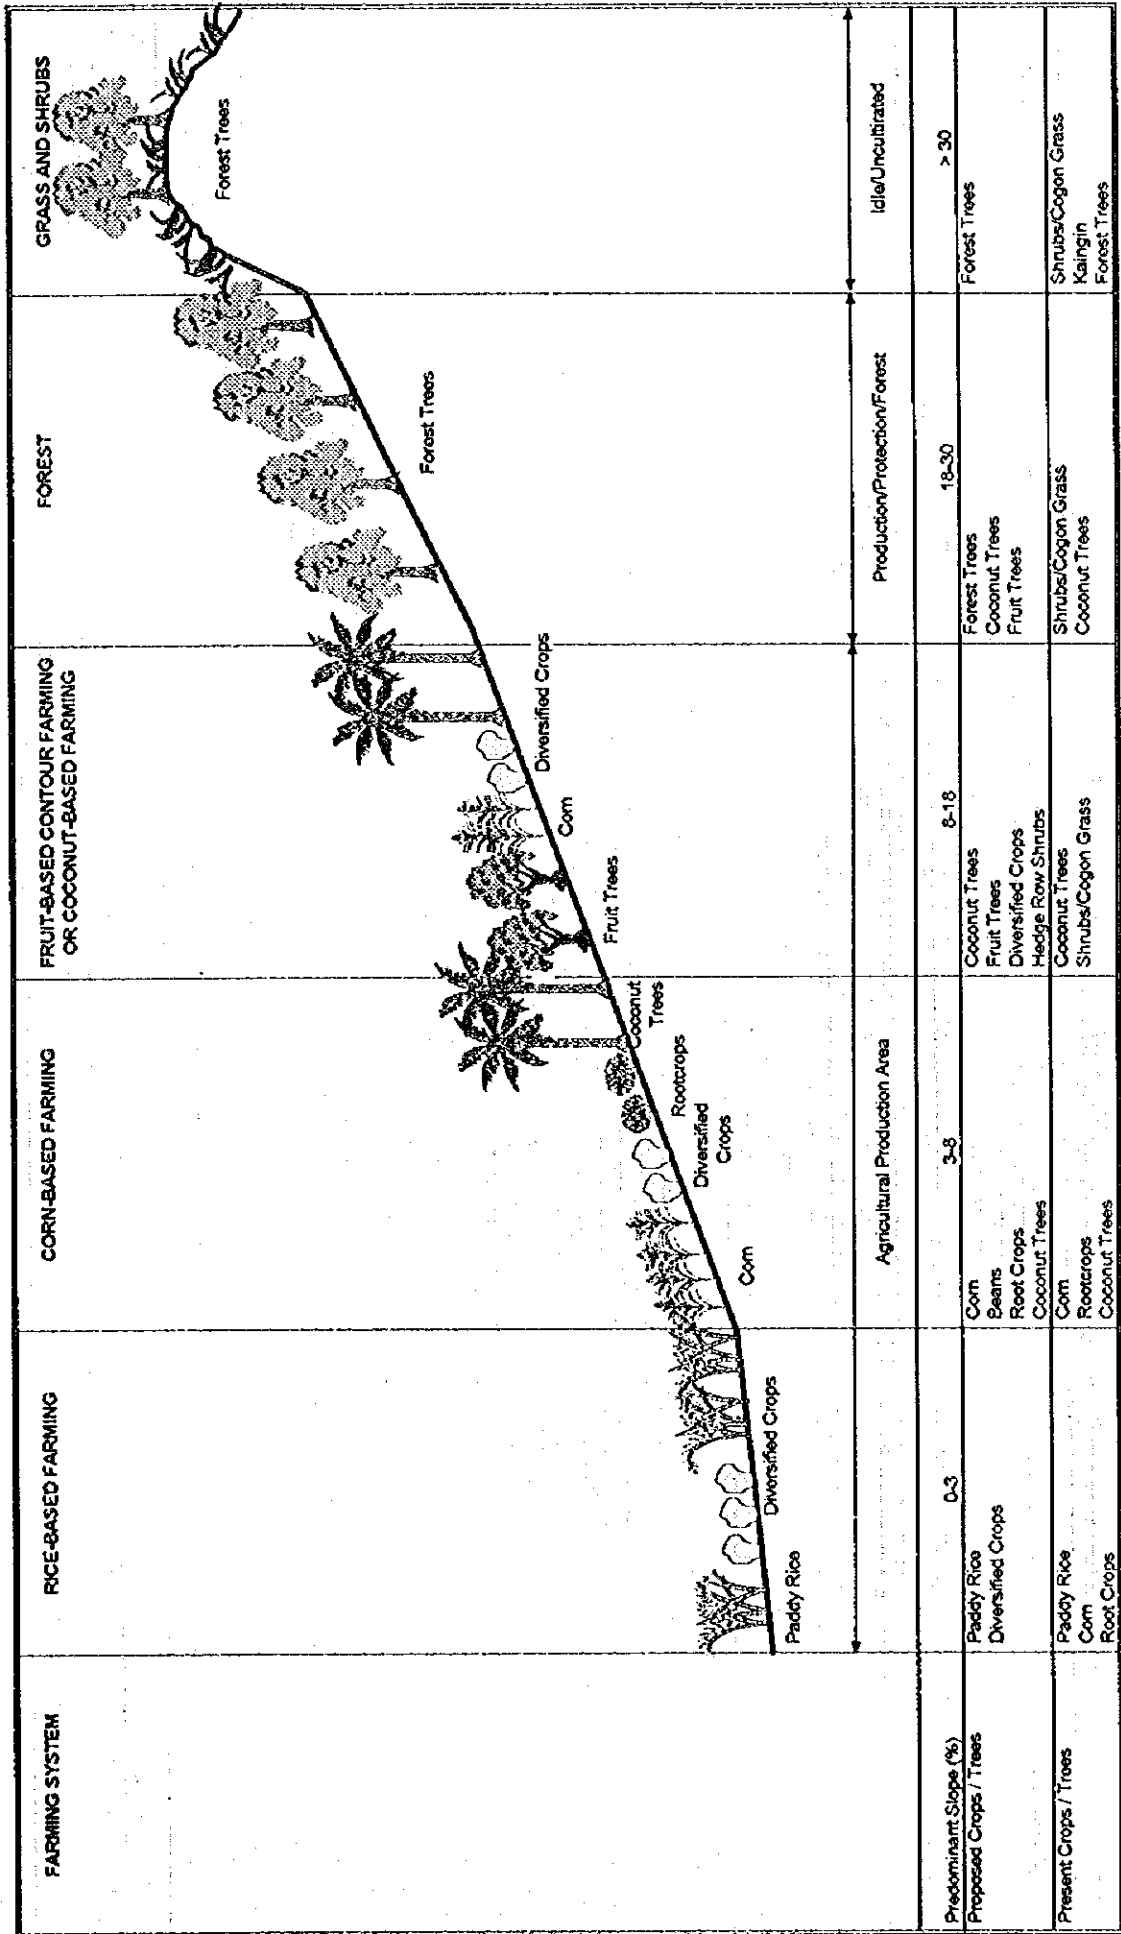 FARMING SYSTEM
RICE-BASED FARMING
CORN-BASED FARMING
FRUIT-BASED CONTOUR FARMING
OR COCONUT-BASED FARMING
FOREST
GRASS AND SHRUBS
Paddy Rice
Diversified Crops
Corn
Diversified
Crops
Rootcrops
Coconut
Trees
Fruit Trees
Corn
Diversified Crops
Forest Trees
Forest Trees
Agricultural Production Area
Production/Protection/Forest
Idle/Uncultirated
Predominant Slope (%)
0-3
3-8
8-18
18-30
> 30
Proposed Crops / Trees
Paddy Rice
Diversified Crops
Corn
Beans
Root Crops
Coconut Trees
Coconut Trees
Fruit Trees
Diversified Crops
Hedge Row Shrubs
Forest Trees
Coconut Trees
Fruit Trees
Forest Trees
Present Crops / Trees
Paddy Rice
Corn
Root Crops
Corn
Rootcrops
Coconut Trees
Coconut Trees
Shrubs/Cogon Grass
Shrubs/Cogon Grass
Coconut Trees
Shrubs/Cogon Grass
Kaingin
Forest Trees